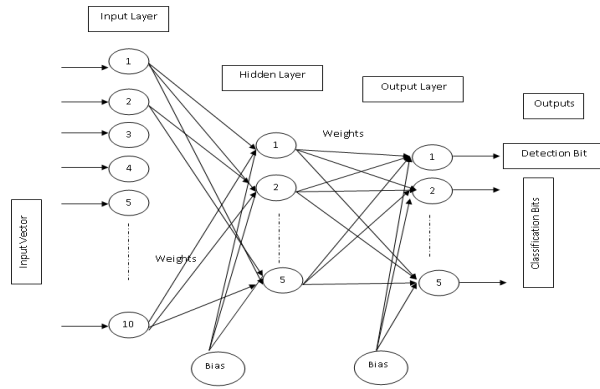 Input Layer
Hidden Layer
Output Layer
Outputs
Input Vector
1
2
3
4
5
10
Weights
1
2
5
Bias
Weights
1
2
5
Bias
Detection Bit
Classification Bits